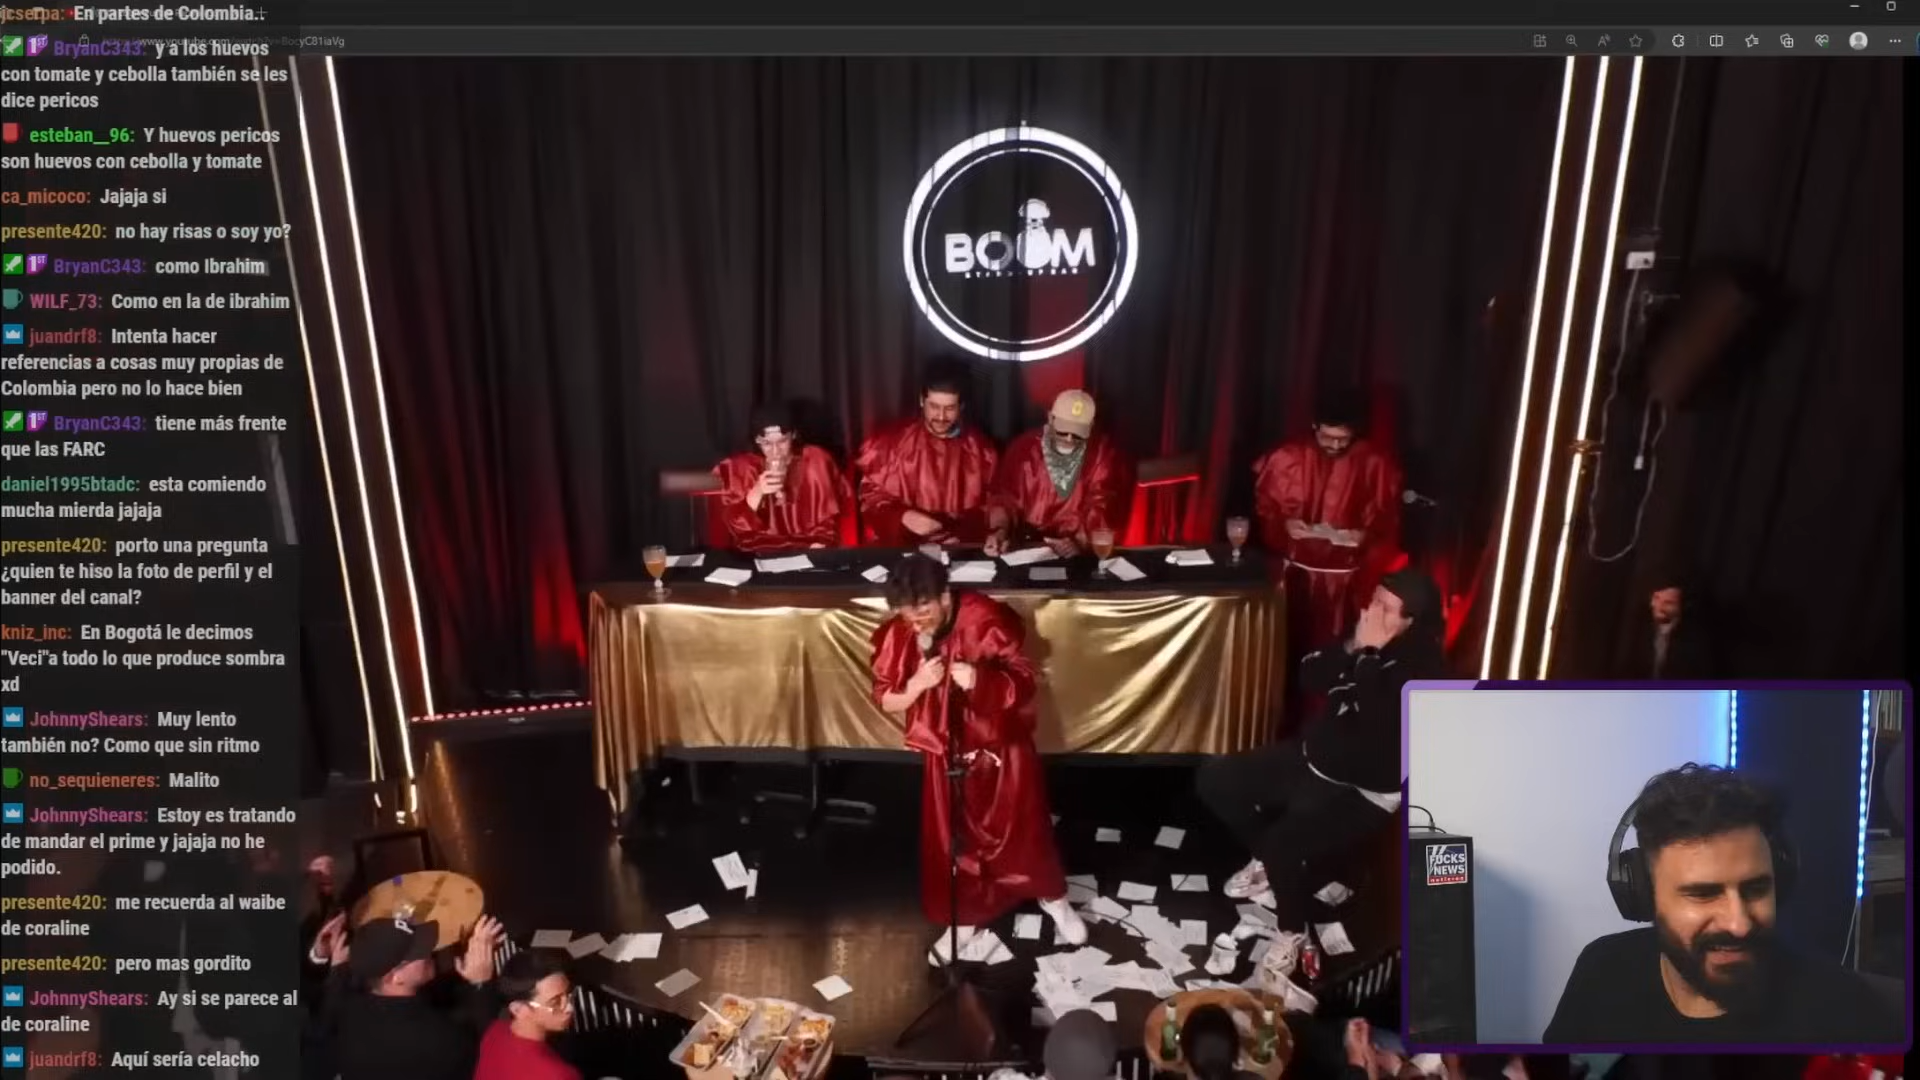 jcserpa: En partes de Colombia..
BryanC343: y a los huevos
con tomate y cebolla también se les
dice pericos
esteban__96: Y huevos pericos
son huevos con cebolla y tomate
ca_micoco: Jajaja si
presente420: no hay risas o soy yo?
BryanC343: como Ibrahim
WILF_73: Como en la de ibrahim
juandrf8: Intenta hacer
referencias a cosas muy propias de
Colombia pero no lo hace bien
BryanC343: tiene más frente
que las FARC
daniel1995btadc: esta comiendo
mucha mierda jajaja
presente420: porto una pregunta
¿quien te hiso la foto de perfil y el
banner del canal?
kniz_inc: En Bogotá le decimos
"Veci"a todo lo que produce sombra
xd
JohnnyShears: Muy lento
también no? Como que sin ritmo
no_sequieneres: Malito
JohnnyShears: Estoy es tratando
de mandar el prime y jajaja no he
podido.
presente420: me recuerda al waibe
de coraline
presente420: pero mas gordito
JohnnyShears: Ay si se parece al
de coraline
juandrf8: Aquí sería celacho
BOOM
FUCKS
NEWS
noticras